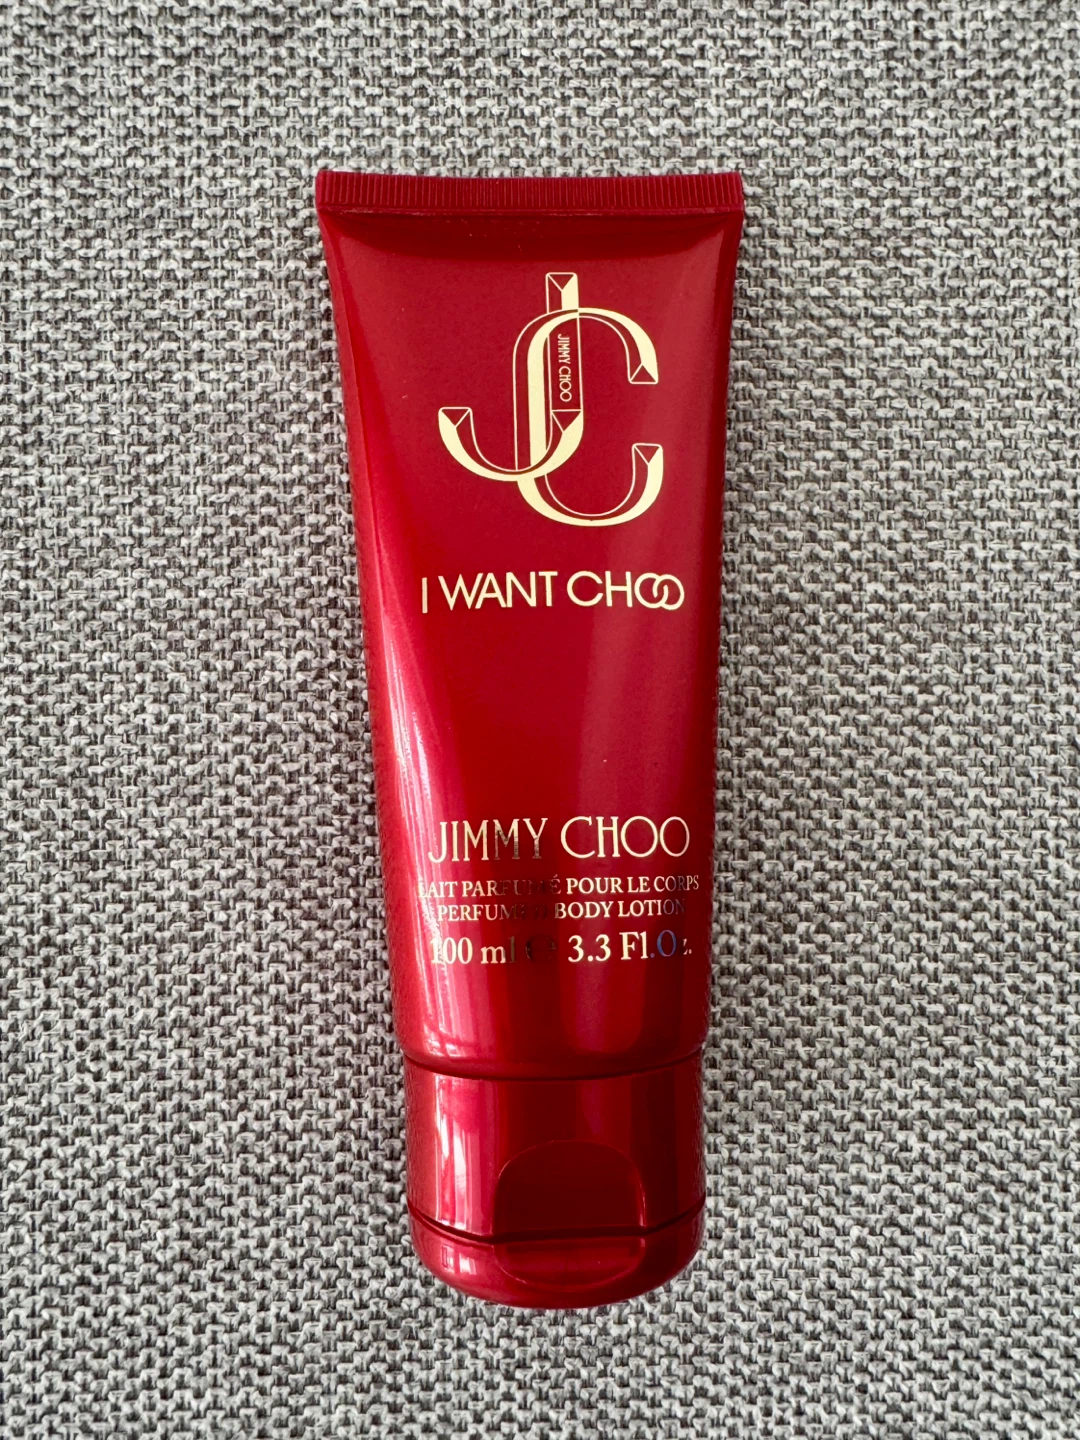 JC
JIMMY CHOO
I WANT CHOO
JIMMY CHOO
LAIT PARFUMÉ POUR LE CORPS
PERFUMED BODY LOTION
100 ml ℮ 3.3 Fl.Oz.